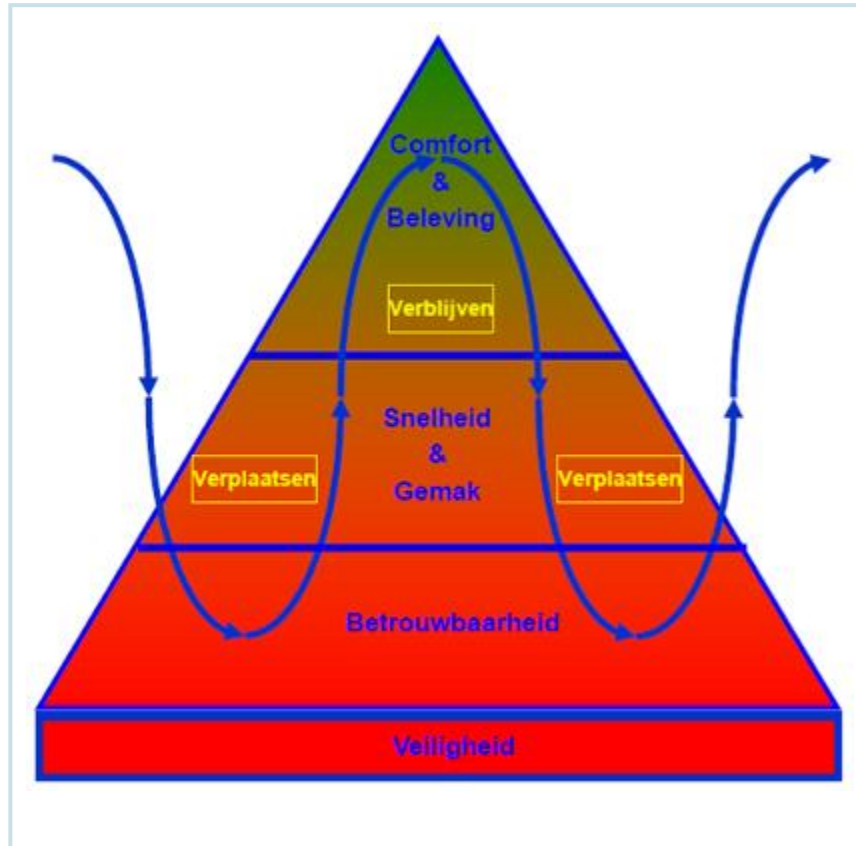 Comfort
&
Beleving
Verblijven
Snelheid
&
Gemak
Verplaatsen
Verplaatsen
Betrouwbaarheid
Veiligheid